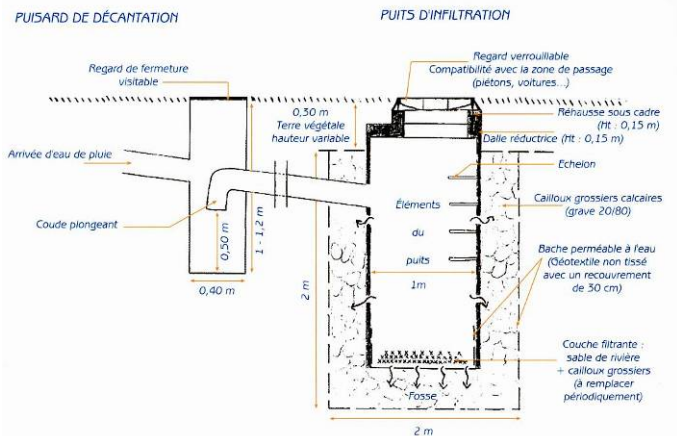 PUISARD DE DÉCANTATION
PUITS D'INFILTRATION
Regard de fermeture
visitable
Regard verrouillable
Compatibilité avec la zone de passage
(piétons, voitures...)
0,30 m
Terre végétale
hauteur variable
Réhausse sous cadre
(Ht : 0,15 m)
Dalle réductrice (Ht : 0,15 m)
Arrivée d'eau de pluie
Echelon
Coude plongeant
Éléments
du
puits
Cailloux grossiers calcaires
(grave 20/80)
0,50 m
1 - 1,2 m
0,40 m
2 m
1m
Bache perméable à l'eau
(Géotextile non tissé
avec un recouvrement
de 30 cm)
Couche filtrante :
sable de rivière
+ cailloux grossiers
(à remplacer
périodiquement)
Fosse
2 m